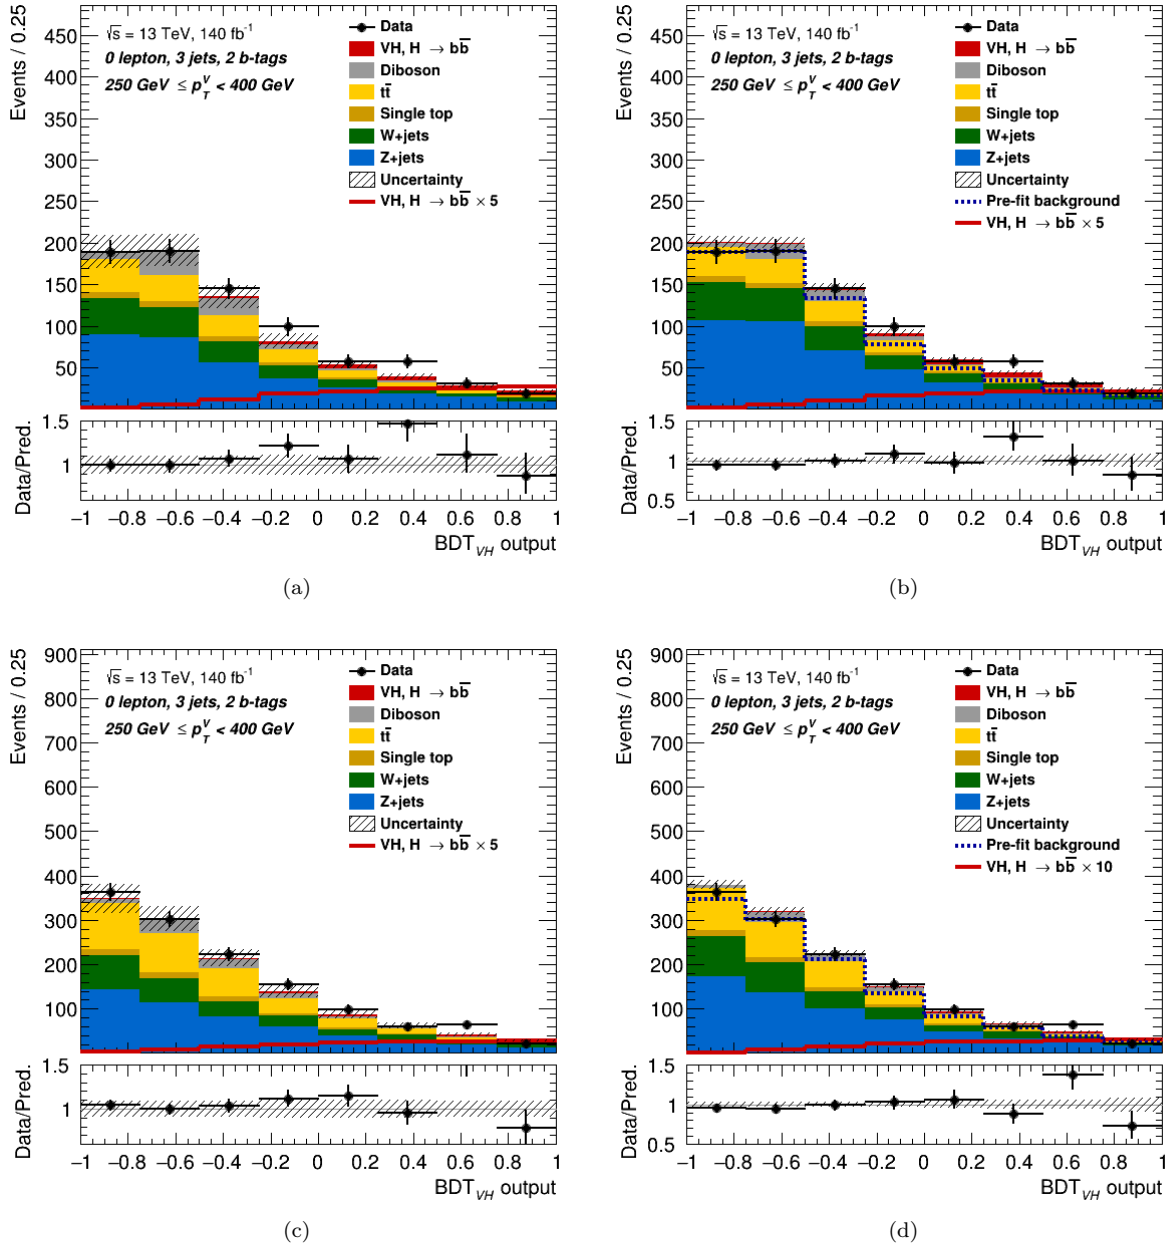 Events / 0.25
450
400
350
300
250
200
150
100
50
√s = 13 TeV, 140 fb⁻¹
0 lepton, 3 jets, 2 b-tags
250 GeV ≤ p_T^V < 400 GeV
Data
VH, H → bb̅
Diboson
tt̅
Single top
W+jets
Z+jets
Uncertainty
VH, H → bb̅ × 5
Data/Pred.
1.5
1
−1 −0.8 −0.6 −0.4 −0.2 0 0.2 0.4 0.6 0.8 1
BDT_VH output
(a)
Events / 0.25
450
400
350
300
250
200
150
100
50
√s = 13 TeV, 140 fb⁻¹
0 lepton, 3 jets, 2 b-tags
250 GeV ≤ p_T^V < 400 GeV
Data
VH, H → bb̅
Diboson
tt̅
Single top
W+jets
Z+jets
Uncertainty
Pre-fit background
VH, H → bb̅ × 5
Data/Pred.
1.5
1
0.5
−1 −0.8 −0.6 −0.4 −0.2 0 0.2 0.4 0.6 0.8 1
BDT_VH output
(b)
Events / 0.25
900
800
700
600
500
400
300
200
100
√s = 13 TeV, 140 fb⁻¹
0 lepton, 3 jets, 2 b-tags
250 GeV ≤ p_T^V < 400 GeV
Data
VH, H → bb̅
Diboson
tt̅
Single top
W+jets
Z+jets
Uncertainty
VH, H → bb̅ × 5
Data/Pred.
1.5
1
−1 −0.8 −0.6 −0.4 −0.2 0 0.2 0.4 0.6 0.8 1
BDT_VH output
(c)
Events / 0.25
900
800
700
600
500
400
300
200
100
√s = 13 TeV, 140 fb⁻¹
0 lepton, 3 jets, 2 b-tags
250 GeV ≤ p_T^V < 400 GeV
Data
VH, H → bb̅
Diboson
tt̅
Single top
W+jets
Z+jets
Uncertainty
Pre-fit background
VH, H → bb̅ × 10
Data/Pred.
1.5
1
0.5
−1 −0.8 −0.6 −0.4 −0.2 0 0.2 0.4 0.6 0.8 1
BDT_VH output
(d)